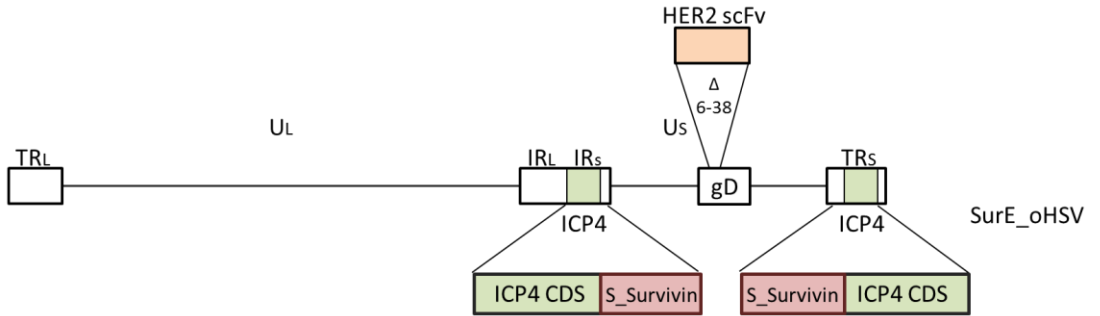 HER2 scFv
Δ
6-38
UL
US
TRL
IRL
IRs
TRS
gD
ICP4
ICP4
SurE_oHSV
ICP4 CDS
S_Survivin
S_Survivin
ICP4 CDS